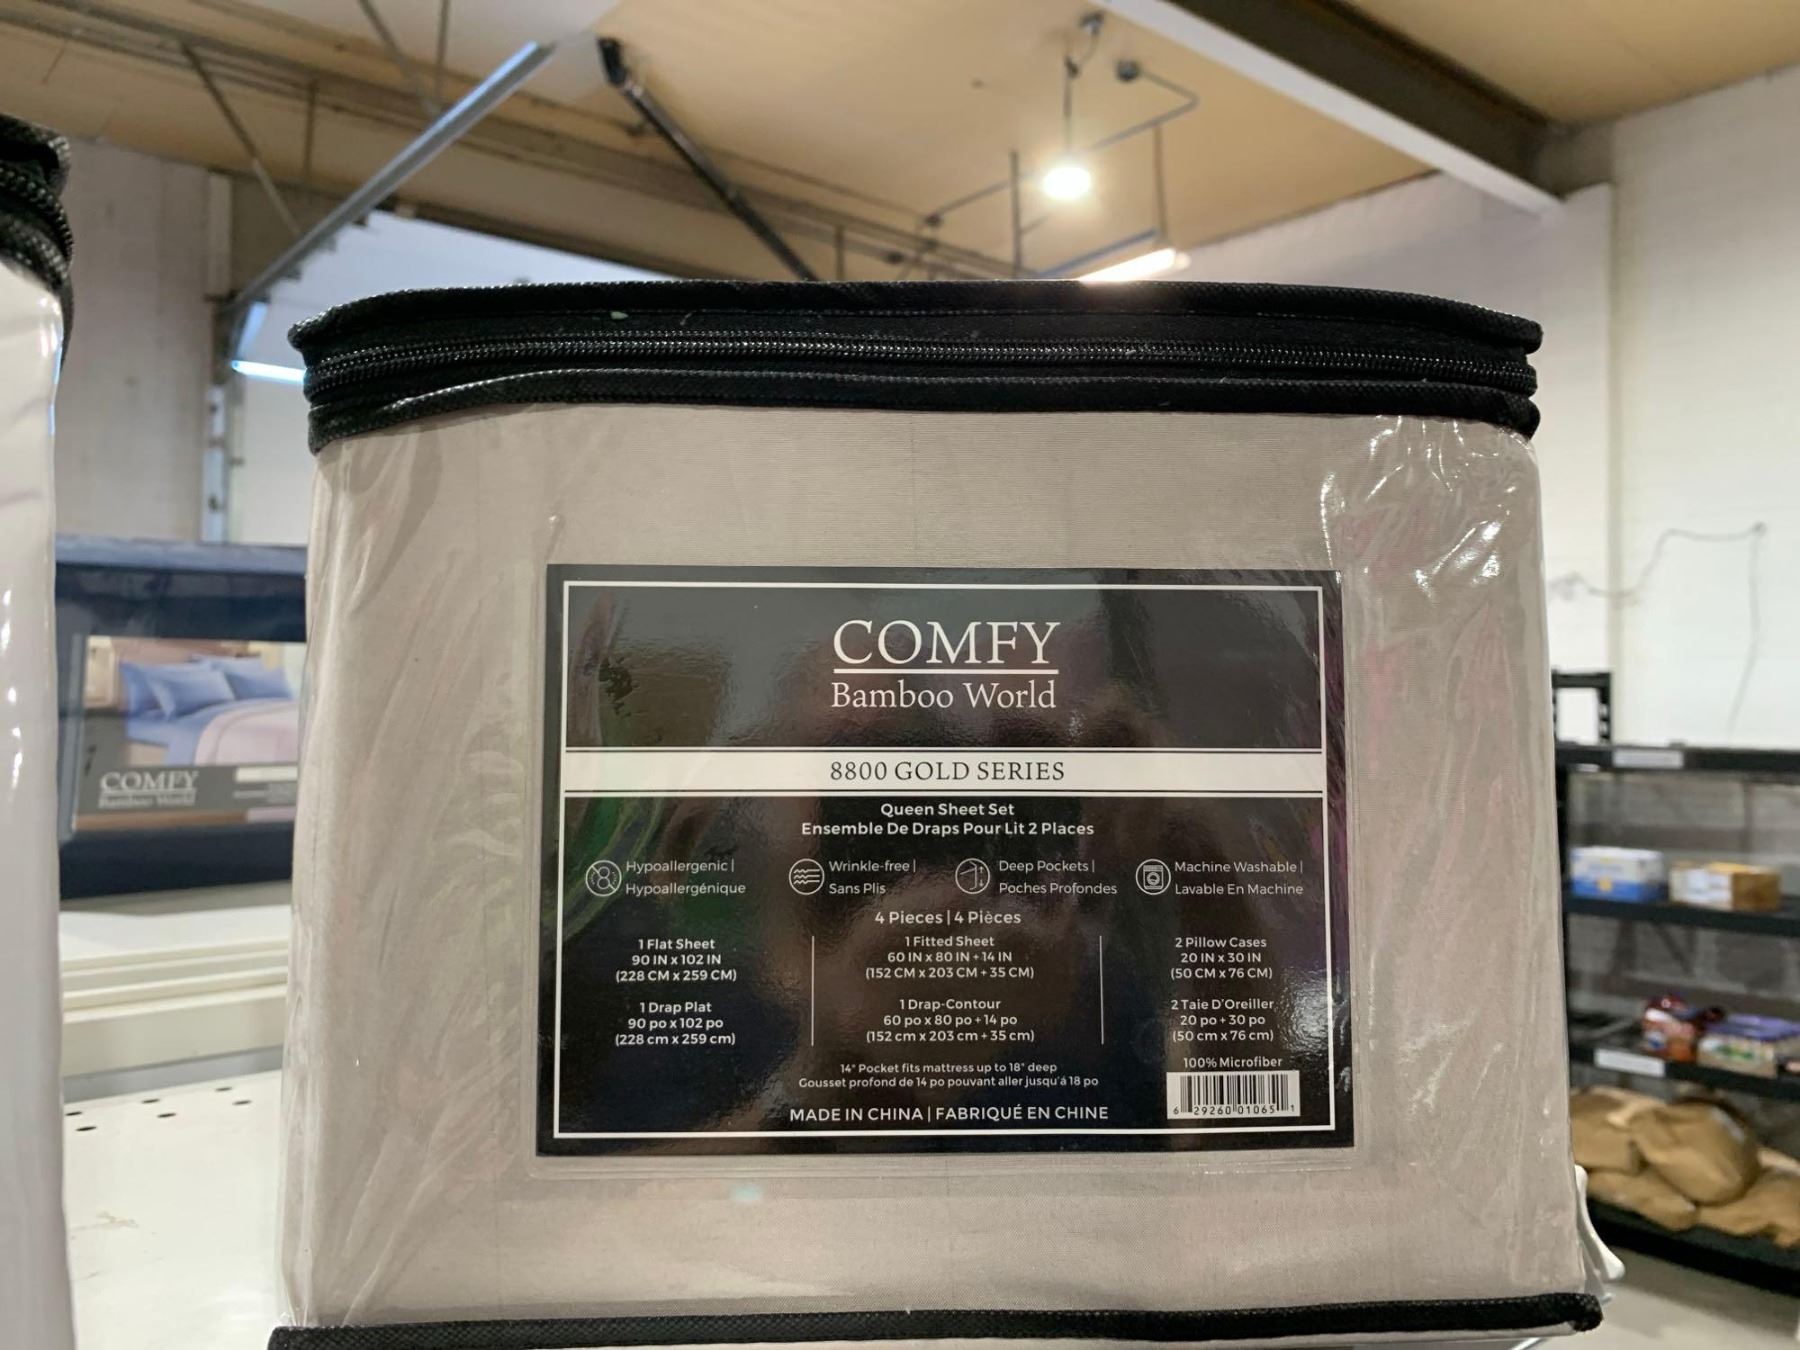 COMFY
Bamboo World
8800 GOLD SERIES
Queen Sheet Set
Ensemble De Draps Pour Lit 2 Places
Hypoallergenic |
Hypoallergénique
Wrinkle-free |
Sans Plis
Deep Pockets |
Poches Profondes
Machine Washable |
Lavable En Machine
4 Pieces | 4 Pièces
1 Flat Sheet
90 IN x 102 IN
(228 CM x 259 CM)
1 Drap Plat
90 po x 102 po
(228 cm x 259 cm)
1 Fitted Sheet
60 IN x 80 IN + 14 IN
(152 CM x 203 CM + 35 CM)
1 Drap-Contour
60 po x 80 po + 14 po
(152 cm x 203 cm + 35 cm)
2 Pillow Cases
20 IN x 30 IN
(50 CM x 76 CM)
2 Taie D'Oreiller
20 po + 30 po
(50 cm x 76 cm)
100% Microfiber
6 29260 01065 1
14" Pocket fits mattress up to 18" deep
Gousset profond de 14 po pouvant aller jusqu'á 18 po
MADE IN CHINA | FABRIQUÉ EN CHINE
COMFY
Bamboo World